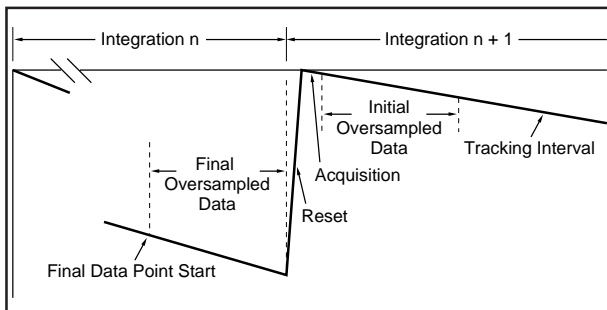 Integration n
Integration n + 1
Initial
Oversampled
Data
Tracking Interval
Final
Oversampled
Data
Acquisition
Reset
Final Data Point Start